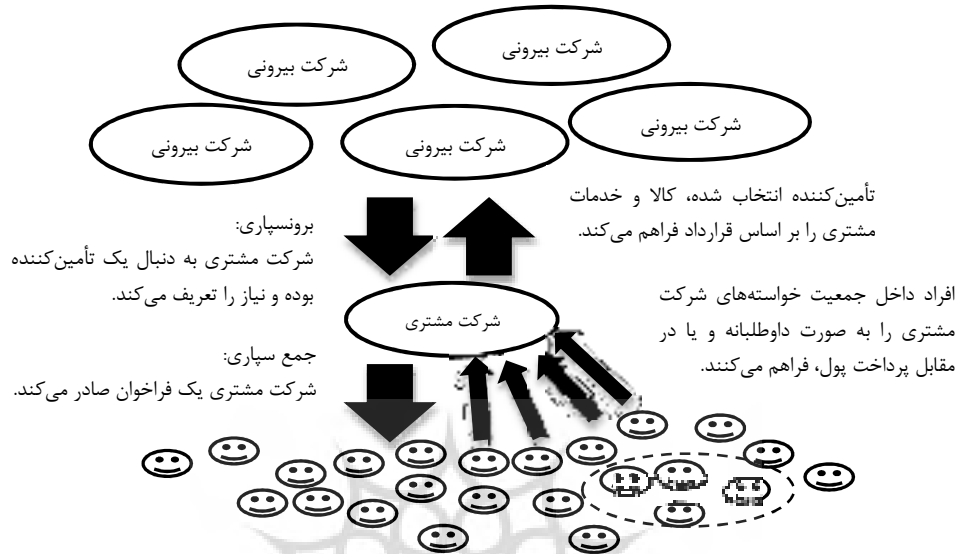 شرکت بیرونی
شرکت بیرونی
شرکت بیرونی
شرکت بیرونی
شرکت بیرونی
تأمین‌کننده انتخاب شده، کالا و خدمات
مشتری را بر اساس قرارداد فراهم می‌کند.
برونسپاری:
شرکت مشتری به دنبال یک تأمین‌کننده
بوده و نیاز را تعریف می‌کند.
افراد داخل جمعیت خواسته‌های شرکت
مشتری را به صورت داوطلبانه و یا در
مقابل پرداخت پول، فراهم می‌کنند.
شرکت مشتری
جمع سپاری:
شرکت مشتری یک فراخوان صادر می‌کند.